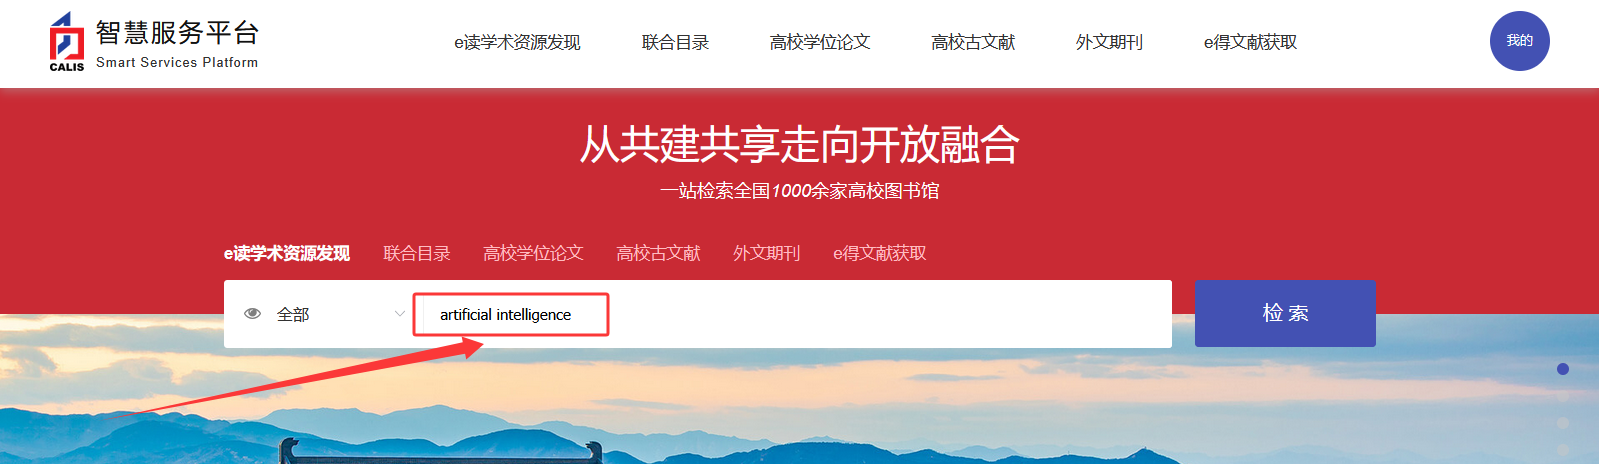 智慧服务平台
Smart Services Platform
CALIS
e读学术资源发现 联合目录 高校学位论文 高校古文献 外文期刊 e得文献获取
我的
从共建共享走向开放融合
一站检索全国1000余家高校图书馆
e读学术资源发现 联合目录 高校学位论文 高校古文献 外文期刊 e得文献获取
全部 artificial intelligence 检 索